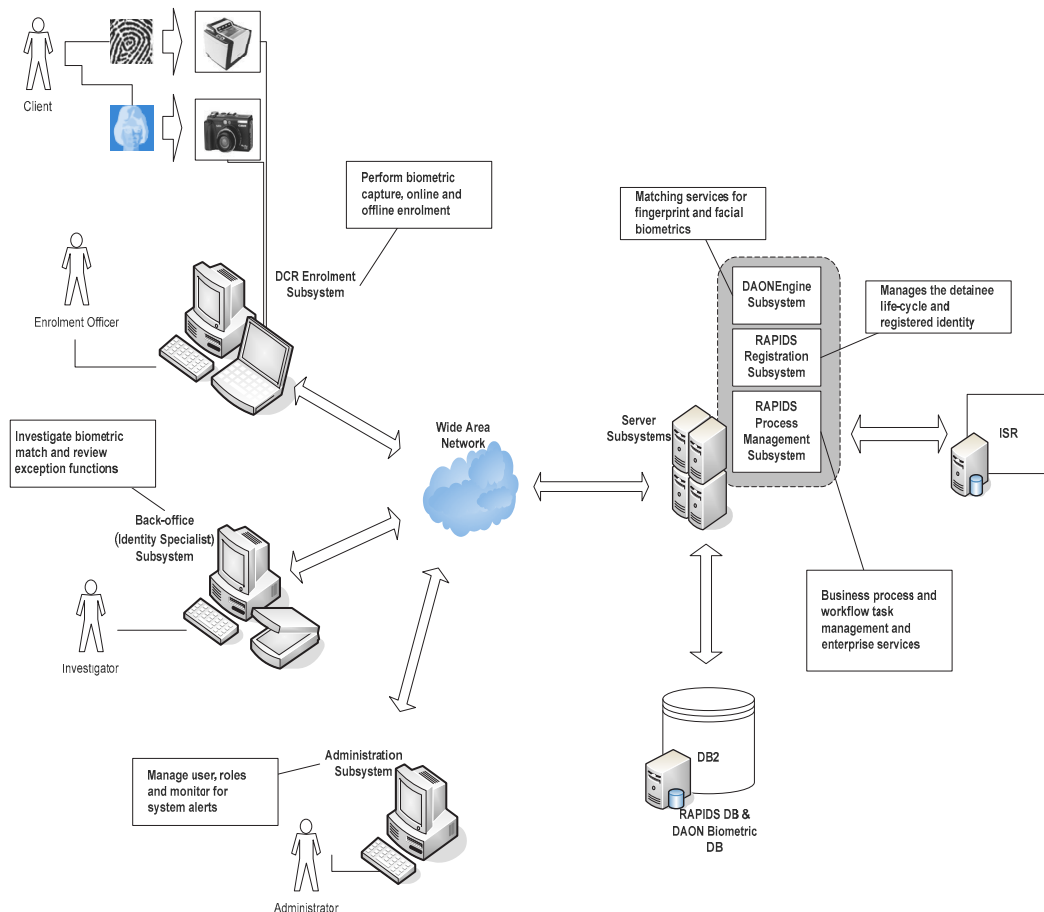 Client
Perform biometric
capture, online and
offline enrolment
Matching services for
fingerprint and facial
biometrics
DCR Enrolment
Subsystem
Enrolment Officer
DAONEngine
Subsystem
RAPIDS
Registration
Subsystem
RAPIDS
Process
Management
Subsystem
Manages the detainee
life-cycle and
registered identity
Server
Subsystems
ISR
Wide Area
Network
Investigate biometric
match and review
exception functions
Back-office
(Identity Specialist)
Subsystem
Investigator
Business process and
workflow task
management and
enterprise services
DB2
RAPIDS DB &
DAON Biometric
DB
Administration
Subsystem
Manage user, roles
and monitor for
system alerts
Administrator